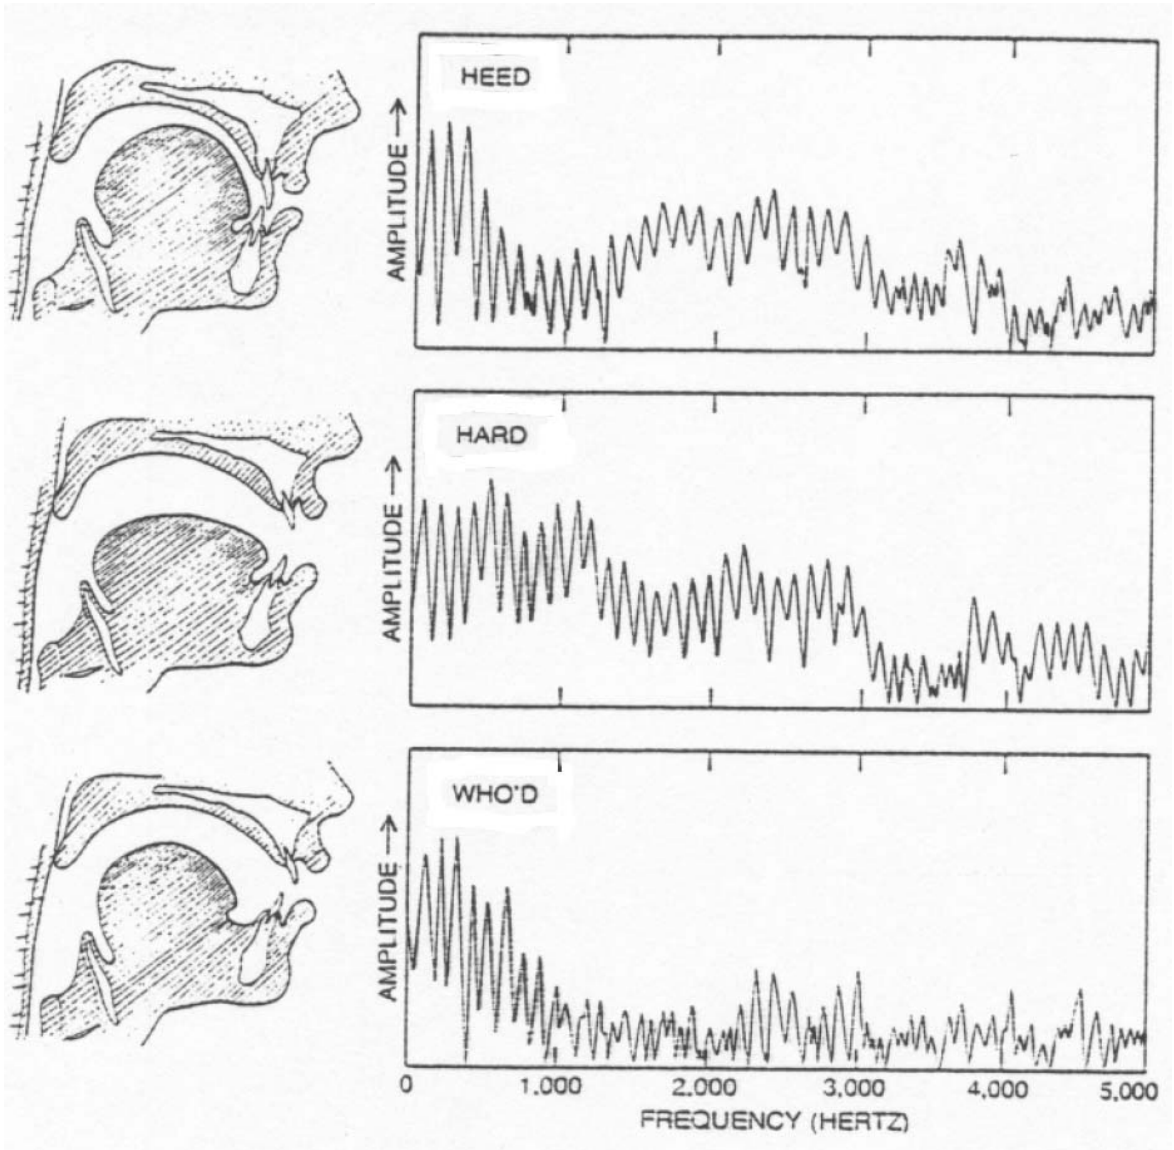 HEED
AMPLITUDE →
HARD
AMPLITUDE →
WHO'D
AMPLITUDE →
0 1.000 2.000 3.000 4.000 5.000
FREQUENCY (HERTZ)